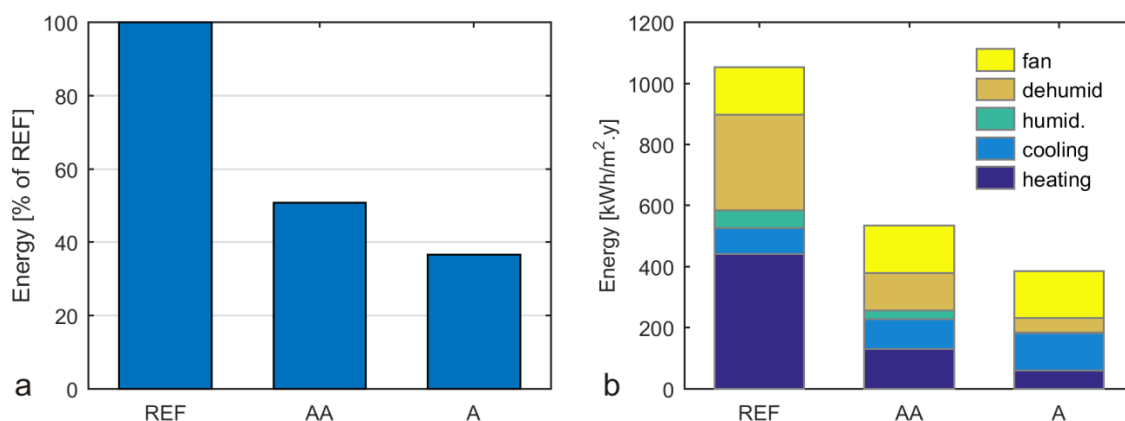 100
80
60
40
20
0
Energy [% of REF]
REF AA A
a
1200
1000
800
600
400
200
0
Energy [kWh/m².y]
fan
dehumid
humid.
cooling
heating
REF AA A
b